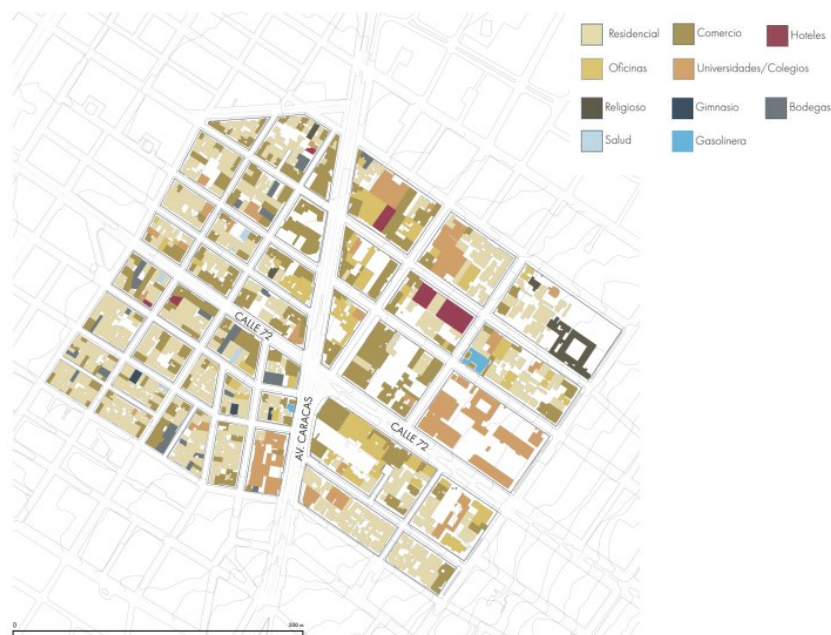 Residencial Comercio Hoteles
Oficinas Universidades/Colegios
Religioso Gimnasio Bodegas
Salud Gasolinera
CALLE 72
AV. CARACAS
CALLE 72
0